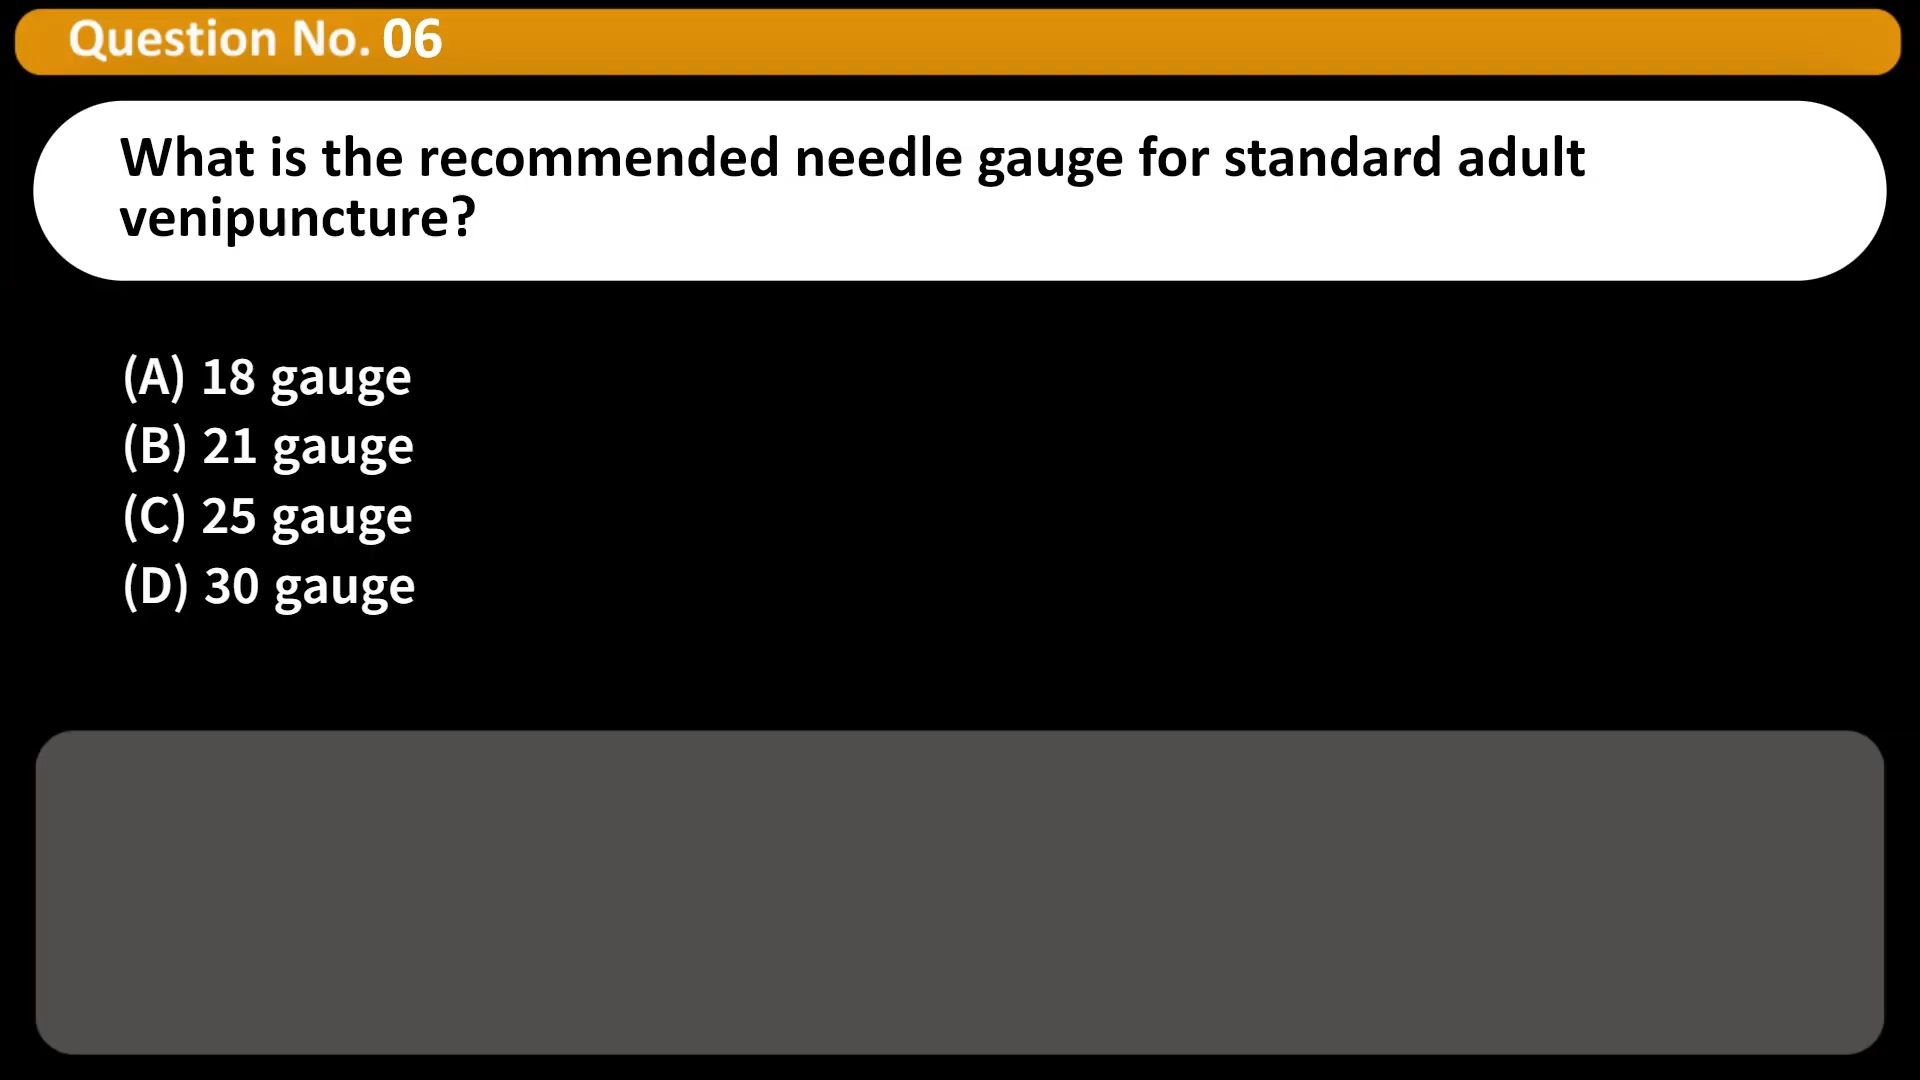 Question No. 06
What is the recommended needle gauge for standard adult
venipuncture?
(A) 18 gauge
(B) 21 gauge
(C) 25 gauge
(D) 30 gauge